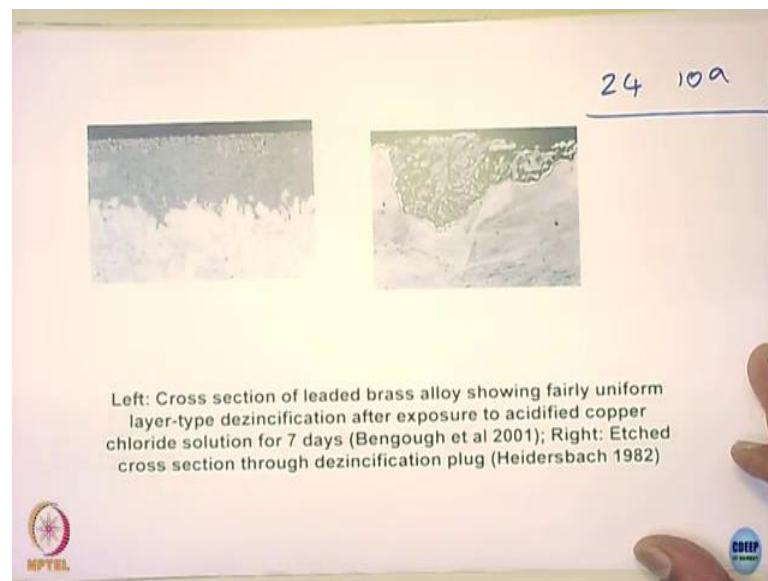 24 10a
Left: Cross section of leaded brass alloy showing fairly uniform
layer-type dezincification after exposure to acidified copper
chloride solution for 7 days (Bengough et al 2001); Right: Etched
cross section through dezincification plug (Heidersbach 1982)
NPTEL
CDEEP